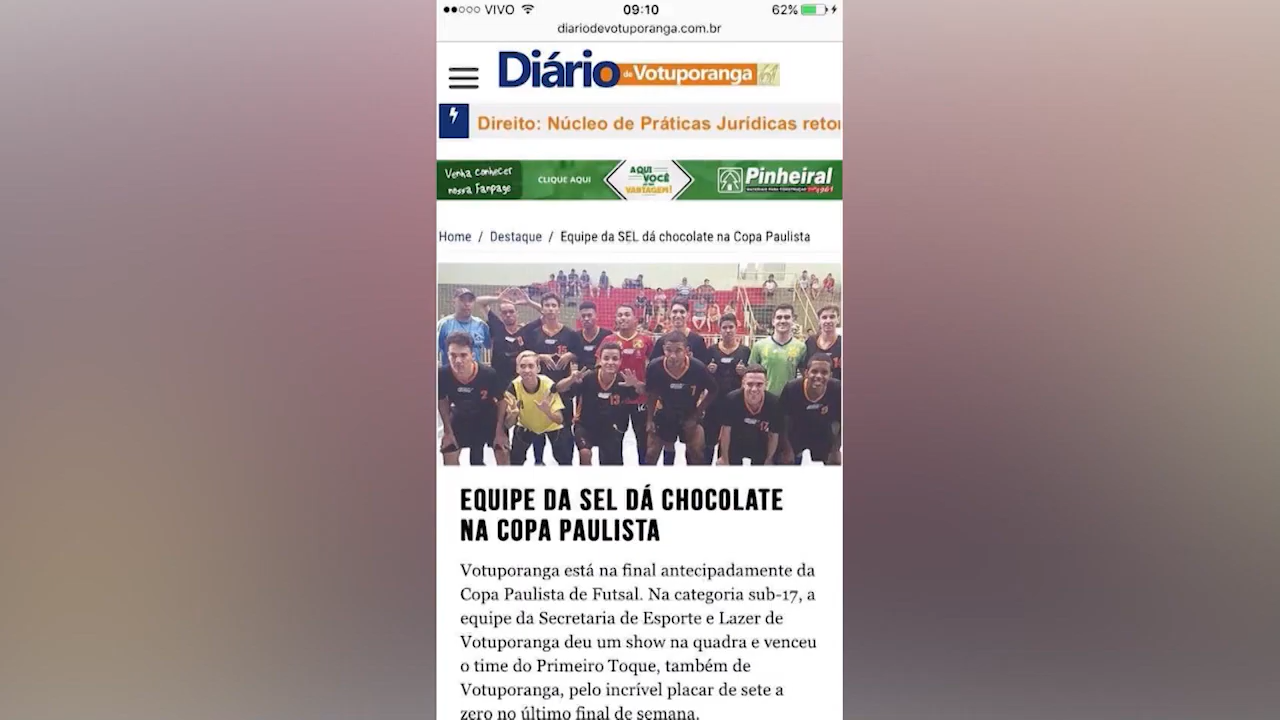 VIVO 09:10 62%
diariodevotuporanga.com.br
Diário de Votuporanga
Direito: Núcleo de Práticas Jurídicas reto
Venha conhecer
nossa fanpage
CLIQUE AQUI
AQUI
VOCÊ
VANTAGEM!
Pinheiral
Home / Destaque / Equipe da SEL dá chocolate na Copa Paulista
EQUIPE DA SEL DÁ CHOCOLATE
NA COPA PAULISTA
Votuporanga está na final antecipadamente da
Copa Paulista de Futsal. Na categoria sub-17, a
equipe da Secretaria de Esporte e Lazer de
Votuporanga deu um show na quadra e venceu
o time do Primeiro Toque, também de
Votuporanga, pelo incrível placar de sete a
zero no último final de semana.